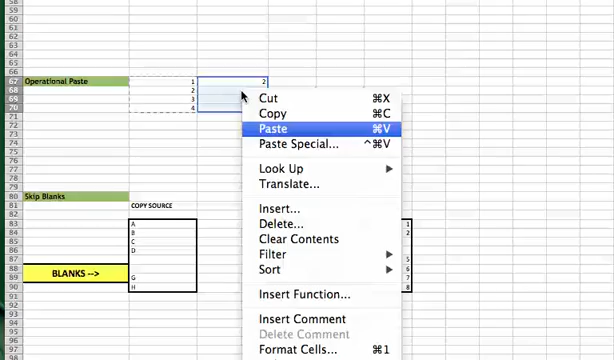 58
59
60
61
62
63
64
65
66
67 Operational Paste 1 2
68 2
69 3
70 4
71
72
73
74
75
76
77
78
79
80 Skip Blanks
81 COPY SOURCE
82
83 A 1
84 B 2
85 C
86 D
87 5
88 BLANKS --> 6
89 G 7
90 H 8
91
92
93
94
95
96
97
Cut ⌘X
Copy ⌘C
Paste ⌘V
Paste Special... ^⌘V
Look Up
Translate...
Insert...
Delete...
Clear Contents
Filter
Sort
Insert Function...
Insert Comment
Delete Comment
Format Cells... ⌘1